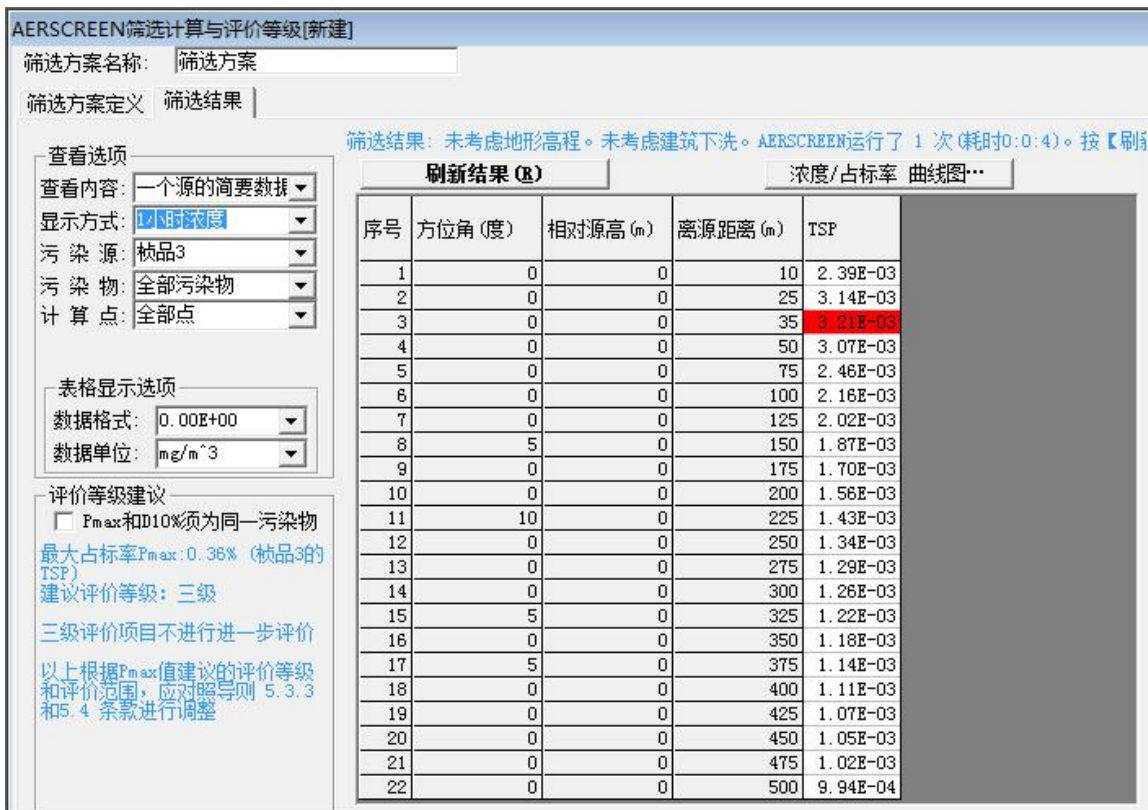 AERSCREEN筛选计算与评价等级[新建]
筛选方案名称: 筛选方案
筛选方案定义 筛选结果
查看选项
查看内容: 一个源的简要数据
显示方式: 1小时浓度
污 染 源: 桢品3
污 染 物: 全部污染物
计 算 点: 全部点
表格显示选项
数据格式: 0.00E+00
数据单位: mg/m^3
评价等级建议
Pmax和D10%须为同一污染物
最大占标率Pmax:0.36% (桢品3的
TSP)
建议评价等级: 三级
三级评价项目不进行进一步评价
以上根据Pmax值建议的评价等级
和评价范围，应对照导则 5.3.3
和5.4 条款进行调整
筛选结果: 未考虑地形高程。未考虑建筑下洗。AERSCREEN运行了 1 次(耗时0:0:4)。按【刷
刷新结果(R) 浓度/占标率 曲线图…
序号 方位角(度) 相对源高(m) 离源距离(m) TSP
1 0 0 10 2.39E-03
2 0 0 25 3.14E-03
3 0 0 35 3.21E-03
4 0 0 50 3.07E-03
5 0 0 75 2.46E-03
6 0 0 100 2.16E-03
7 0 0 125 2.02E-03
8 5 0 150 1.87E-03
9 0 0 175 1.70E-03
10 0 0 200 1.56E-03
11 10 0 225 1.43E-03
12 0 0 250 1.34E-03
13 0 0 275 1.29E-03
14 0 0 300 1.26E-03
15 5 0 325 1.22E-03
16 0 0 350 1.18E-03
17 5 0 375 1.14E-03
18 0 0 400 1.11E-03
19 0 0 425 1.07E-03
20 0 0 450 1.05E-03
21 0 0 475 1.02E-03
22 0 0 500 9.94E-04